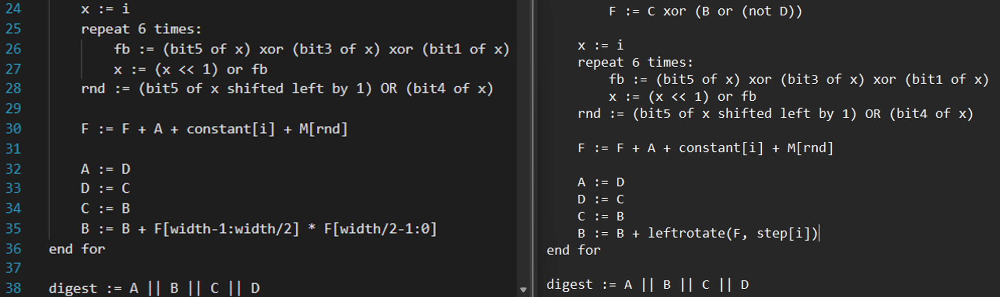 24 x := i
25 repeat 6 times:
26 fb := (bit5 of x) xor (bit3 of x) xor (bit1 of x)
27 x := (x << 1) or fb
28 rnd := (bit5 of x shifted left by 1) OR (bit4 of x)
29
30 F := F + A + constant[i] + M[rnd]
31
32 A := D
33 D := C
34 C := B
35 B := B + F[width-1:width/2] * F[width/2-1:0]
36 end for
37
38 digest := A || B || C || D
F := C xor (B or (not D))
x := i
repeat 6 times:
fb := (bit5 of x) xor (bit3 of x) xor (bit1 of x)
x := (x << 1) or fb
rnd := (bit5 of x shifted left by 1) OR (bit4 of x)
F := F + A + constant[i] + M[rnd]
A := D
D := C
C := B
B := B + leftrotate(F, step[i])
end for
digest := A || B || C || D